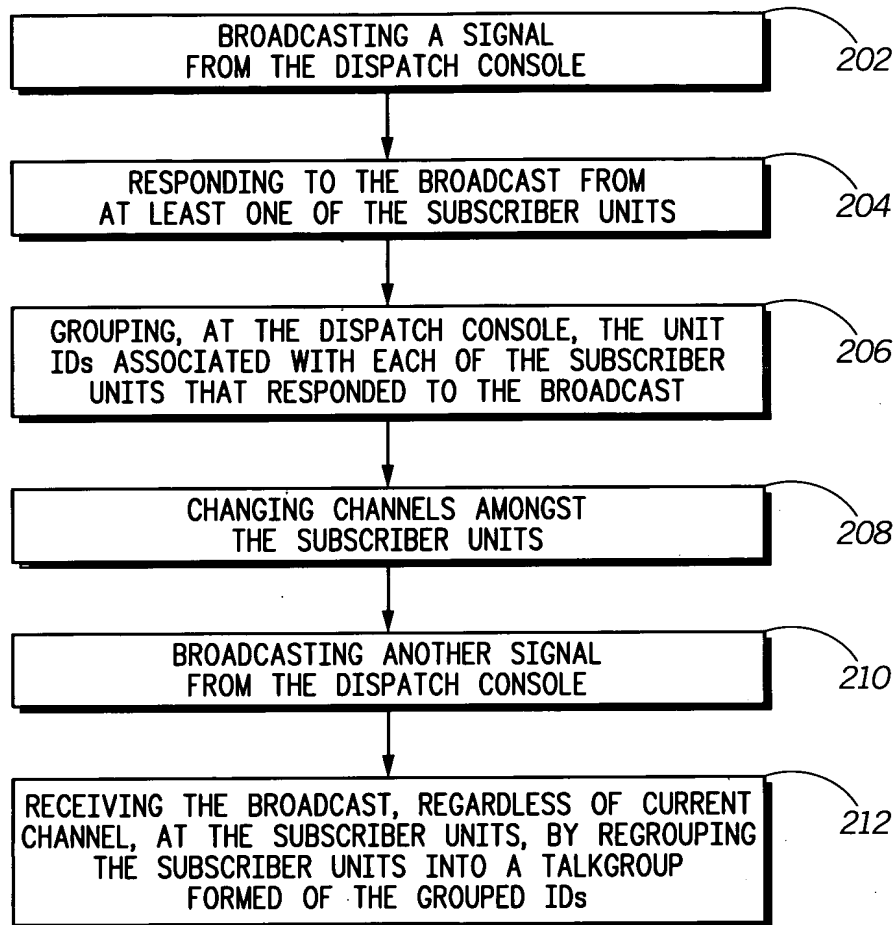 BROADCASTING A SIGNAL
FROM THE DISPATCH CONSOLE
202
RESPONDING TO THE BROADCAST FROM
AT LEAST ONE OF THE SUBSCRIBER UNITS
204
GROUPING, AT THE DISPATCH CONSOLE, THE UNIT
IDs ASSOCIATED WITH EACH OF THE SUBSCRIBER
UNITS THAT RESPONDED TO THE BROADCAST
206
CHANGING CHANNELS AMONGST
THE SUBSCRIBER UNITS
208
BROADCASTING ANOTHER SIGNAL
FROM THE DISPATCH CONSOLE
210
RECEIVING THE BROADCAST, REGARDLESS OF CURRENT
CHANNEL, AT THE SUBSCRIBER UNITS, BY REGROUPING
THE SUBSCRIBER UNITS INTO A TALKGROUP
FORMED OF THE GROUPED IDs
212